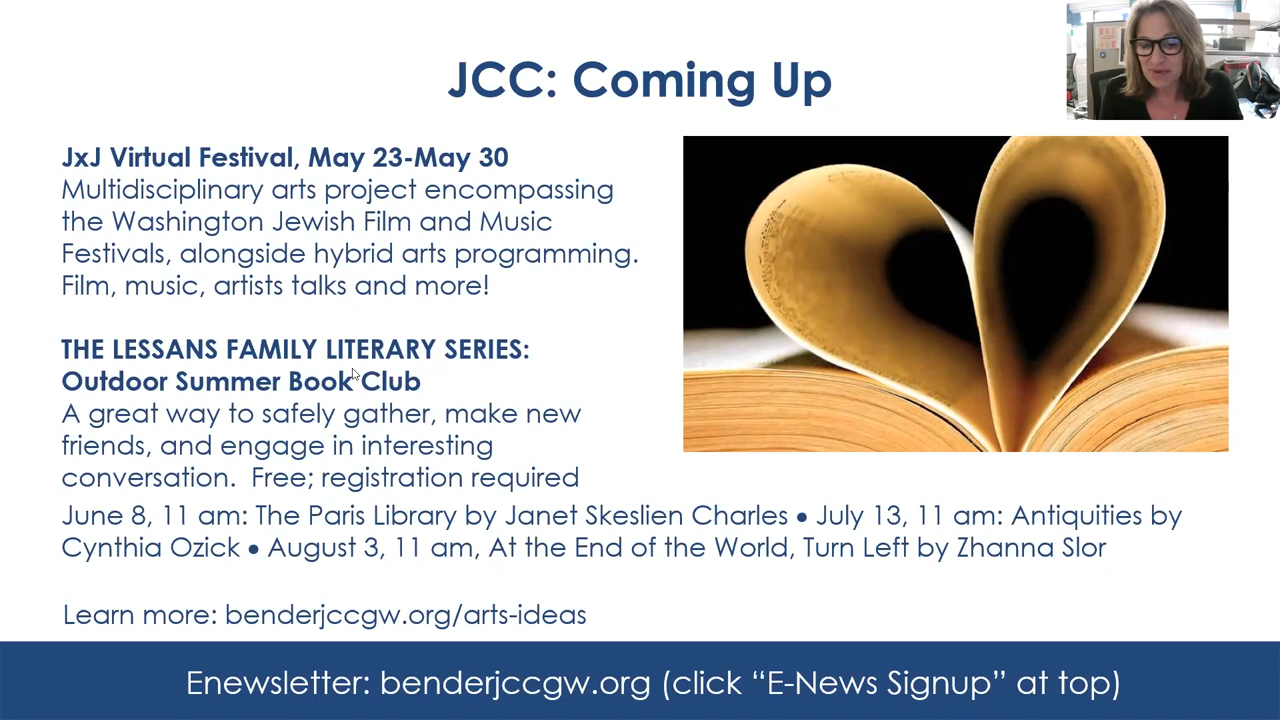 JCC: Coming Up
JxJ Virtual Festival, May 23-May 30
Multidisciplinary arts project encompassing
the Washington Jewish Film and Music
Festivals, alongside hybrid arts programming.
Film, music, artists talks and more!
THE LESSANS FAMILY LITERARY SERIES:
Outdoor Summer Book Club
A great way to safely gather, make new
friends, and engage in interesting
conversation.  Free; registration required
June 8, 11 am: The Paris Library by Janet Skeslien Charles • July 13, 11 am: Antiquities by
Cynthia Ozick • August 3, 11 am, At the End of the World, Turn Left by Zhanna Slor
Learn more: benderjccgw.org/arts-ideas
Enewsletter: benderjccgw.org (click “E-News Signup” at top)